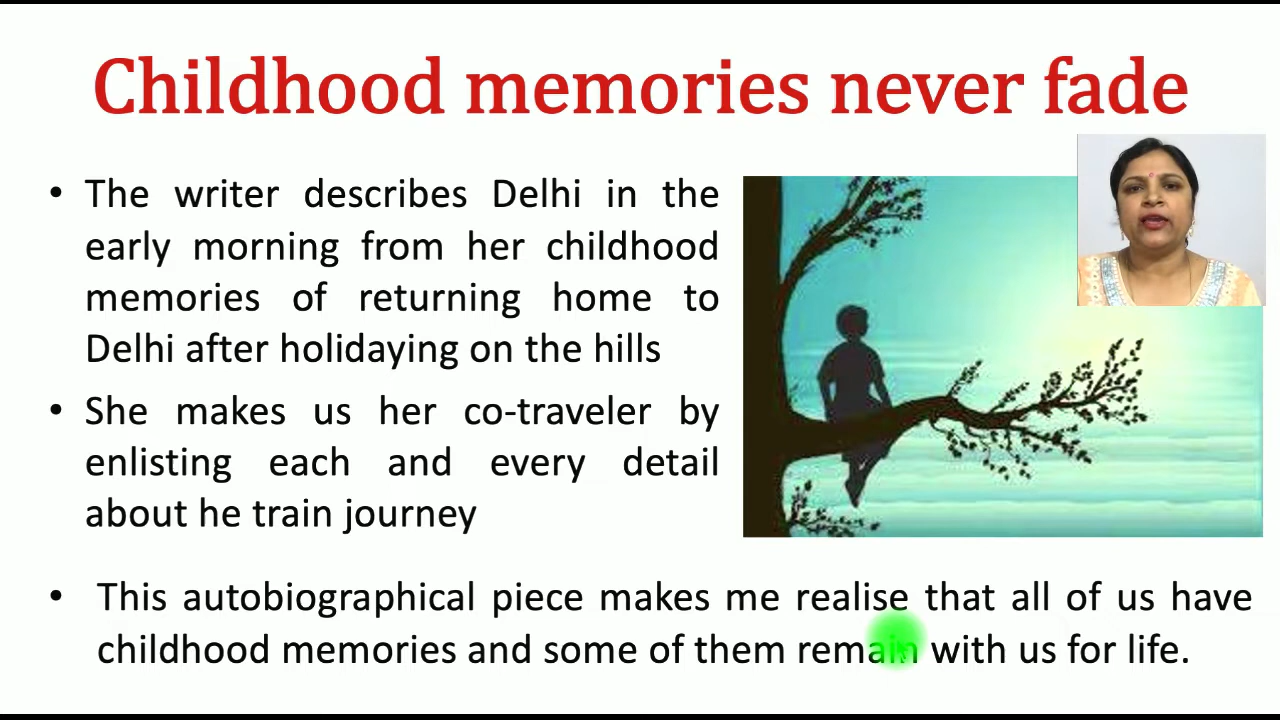 Childhood memories never fade
• The writer describes Delhi in the
early morning from her childhood
memories of returning home to
Delhi after holidaying on the hills
• She makes us her co-traveler by
enlisting each and every detail
about he train journey
• This autobiographical piece makes me realise that all of us have
childhood memories and some of them remain with us for life.